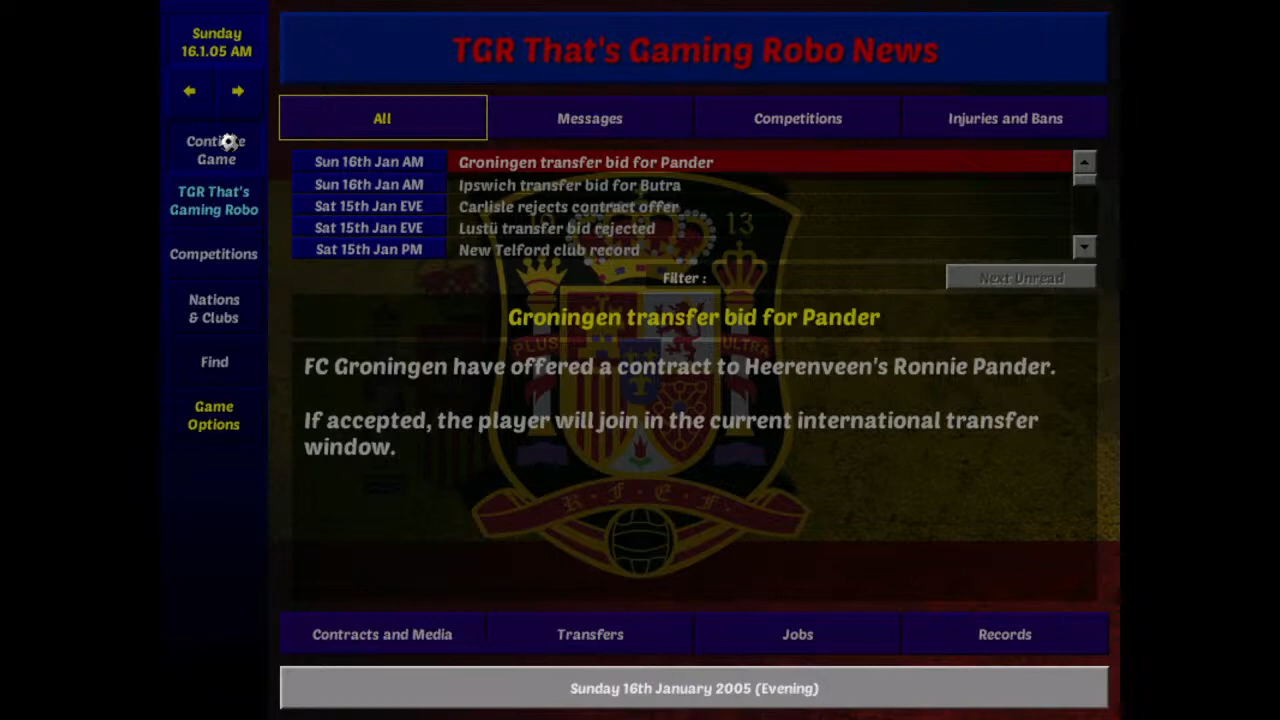 Sunday
16.1.05 AM
Game
TGR That's
Gaming Robo
Competitions
Nations
& Clubs
Find
Game
Options
TGR That's Gaming Robo News
All
Messages
Competitions
Injuries and Bans
Sun 16th Jan AM Groningen transfer bid for Pander
Sun 16th Jan AM Ipswich transfer bid for Butra
Sat 15th Jan EVE Carlisle rejects contract offer
Sat 15th Jan EVE Lustü transfer bid rejected
Sat 15th Jan PM New Telford club record
13
Filter :
Next Unread
Groningen transfer bid for Pander
PLUS
ULTRA
FC Groningen have offered a contract to Heerenveen's Ronnie Pander.
If accepted, the player will join in the current international transfer
window.
R · F · E · F
Contracts and Media
Transfers
Jobs
Records
Sunday 16th January 2005 (Evening)